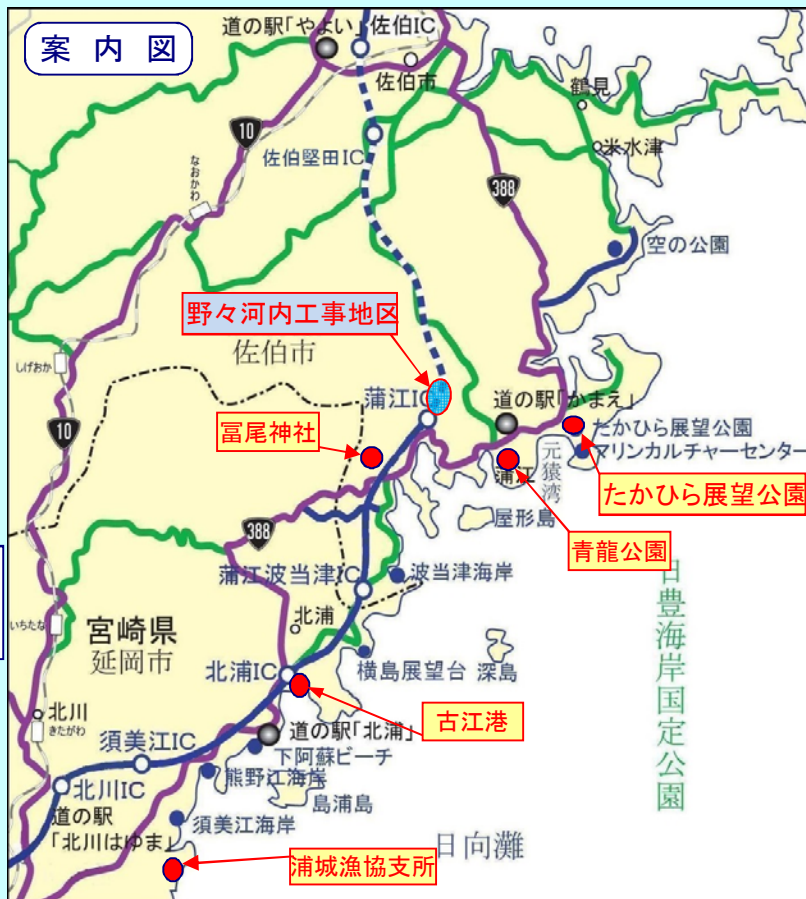 案 内 図
道の駅「やよい」
佐伯IC
佐伯市
鶴見
10
佐伯堅田IC
米水津
なおかわ
388
空の公園
野々河内工事地区
佐伯市
しげおか
蒲江IC
道の駅「かまえ」
たかひら展望公園
冨尾神社
10
マリンカルチャーセンター
元猿湾
蒲江
たかひら展望公園
屋形島
388
青龍公園
蒲江波当津IC
波当津海岸
日豊海岸国定公園
いちたな
宮崎県
北浦
延岡市
北浦IC
横島展望台
深島
北川
きたがわ
古江港
須美江IC
道の駅「北浦」
下阿蘇ビーチ
熊野江海岸
北川IC
島浦島
道の駅
「北川はゆま」
須美江海岸
日向灘
浦城漁協支所